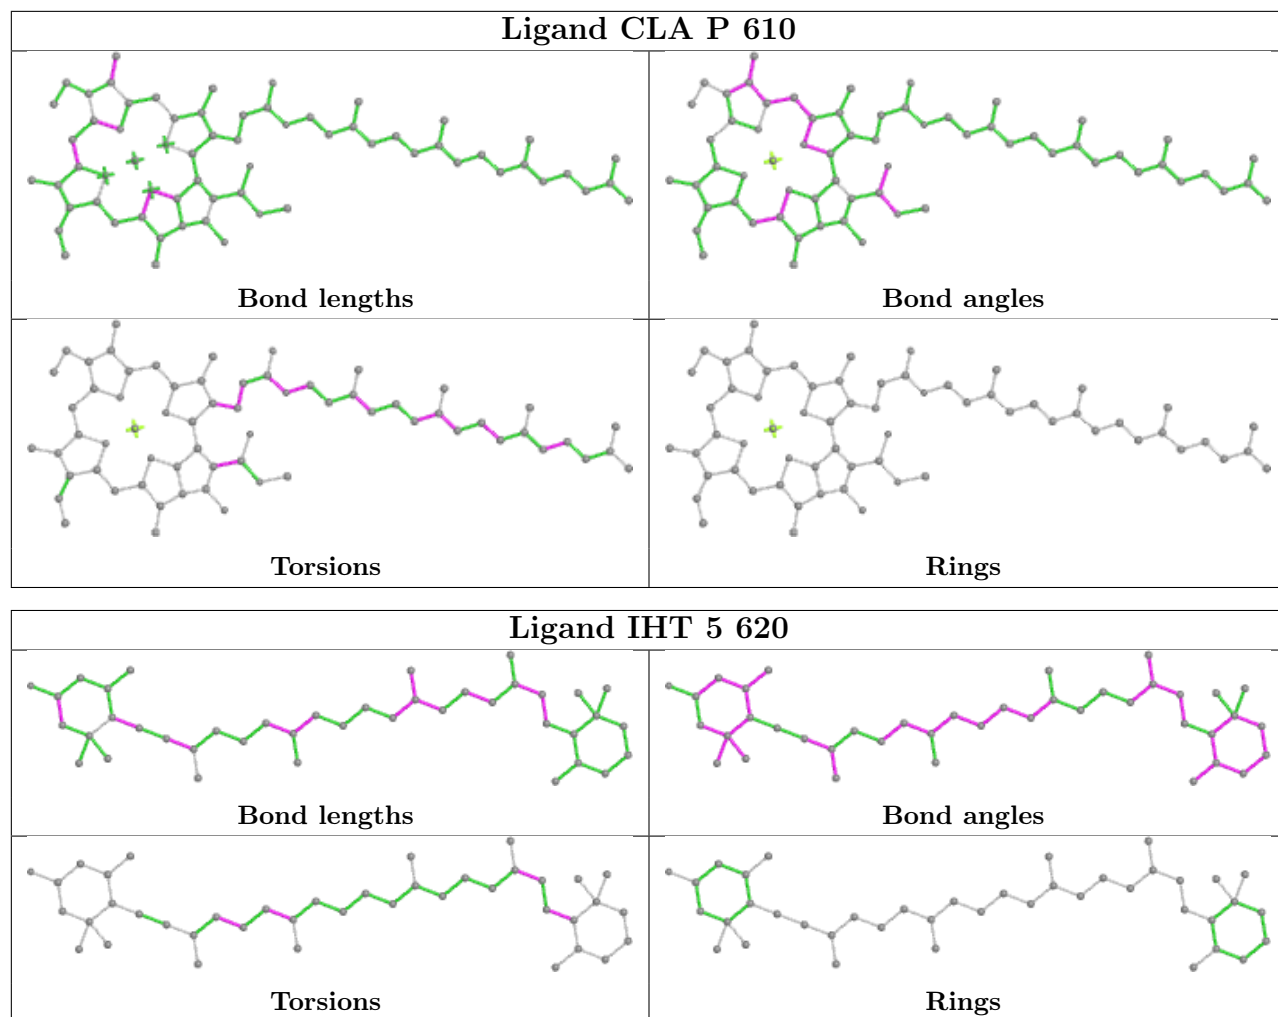 Ligand CLA P 610
Bond lengths
Bond angles
Torsions
Rings
Ligand IHT 5 620
Bond lengths
Bond angles
Torsions
Rings